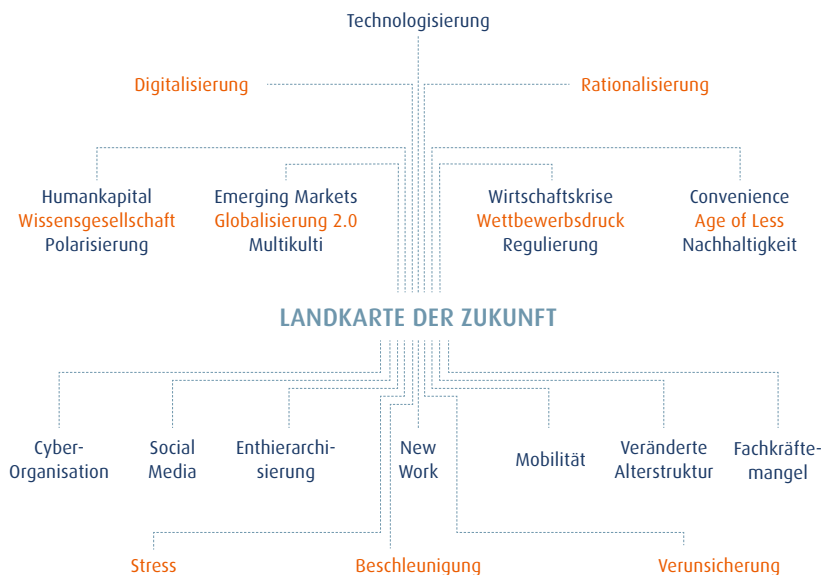 Technologisierung
Digitalisierung
Rationalisierung
Humankapital
Wissensgesellschaft
Polarisierung
Emerging Markets
Globalisierung 2.0
Multikulti
Wirtschaftskrise
Wettbewerbsdruck
Regulierung
Convenience
Age of Less
Nachhaltigkeit
LANDKARTE DER ZUKUNFT
Cyber-
Organisation
Social
Media
Enthierarchi-
sierung
New
Work
Mobilität
Veränderte
Alterstruktur
Fachkräfte-
mangel
Stress
Beschleunigung
Verunsicherung